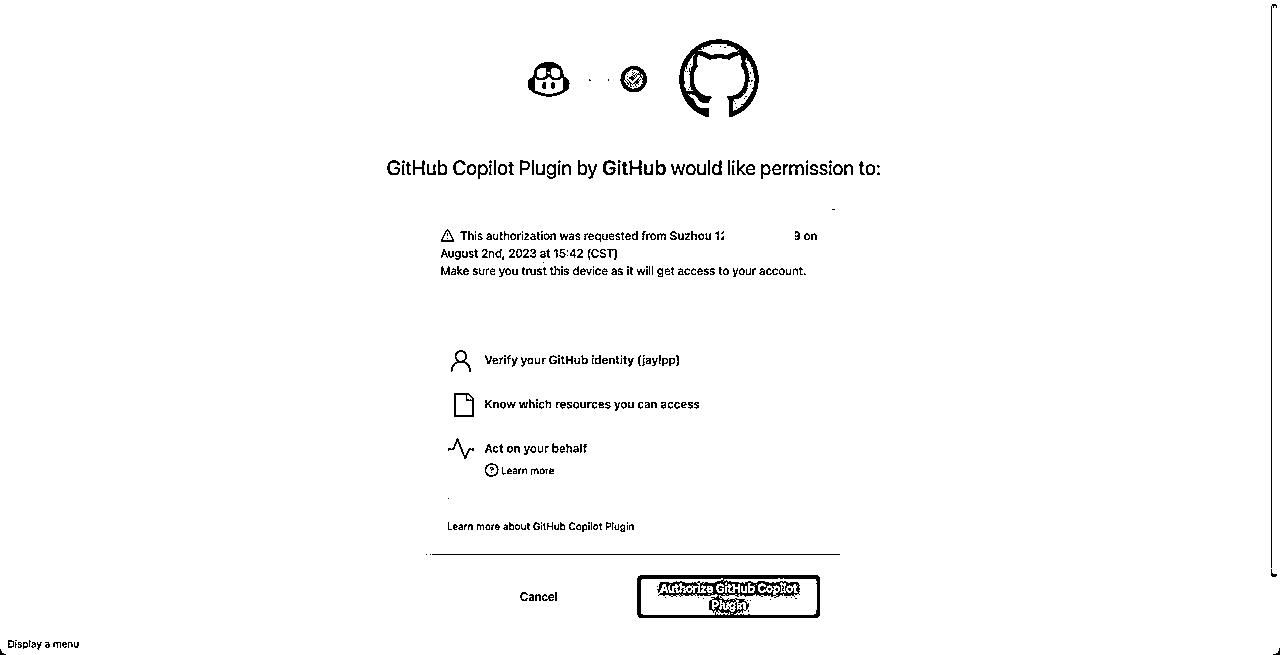 GitHub Copilot Plugin by GitHub would like permission to:
This authorization was requested from Suzhou 12 9 on
August 2nd, 2023 at 15:42 (CST)
Make sure you trust this device as it will get access to your account.
Verify your GitHub identity (jaylpp)
Know which resources you can access
Act on your behalf
Learn more
Learn more about GitHub Copilot Plugin
Cancel
Authorize GitHub Copilot
Plugin
Display a menu